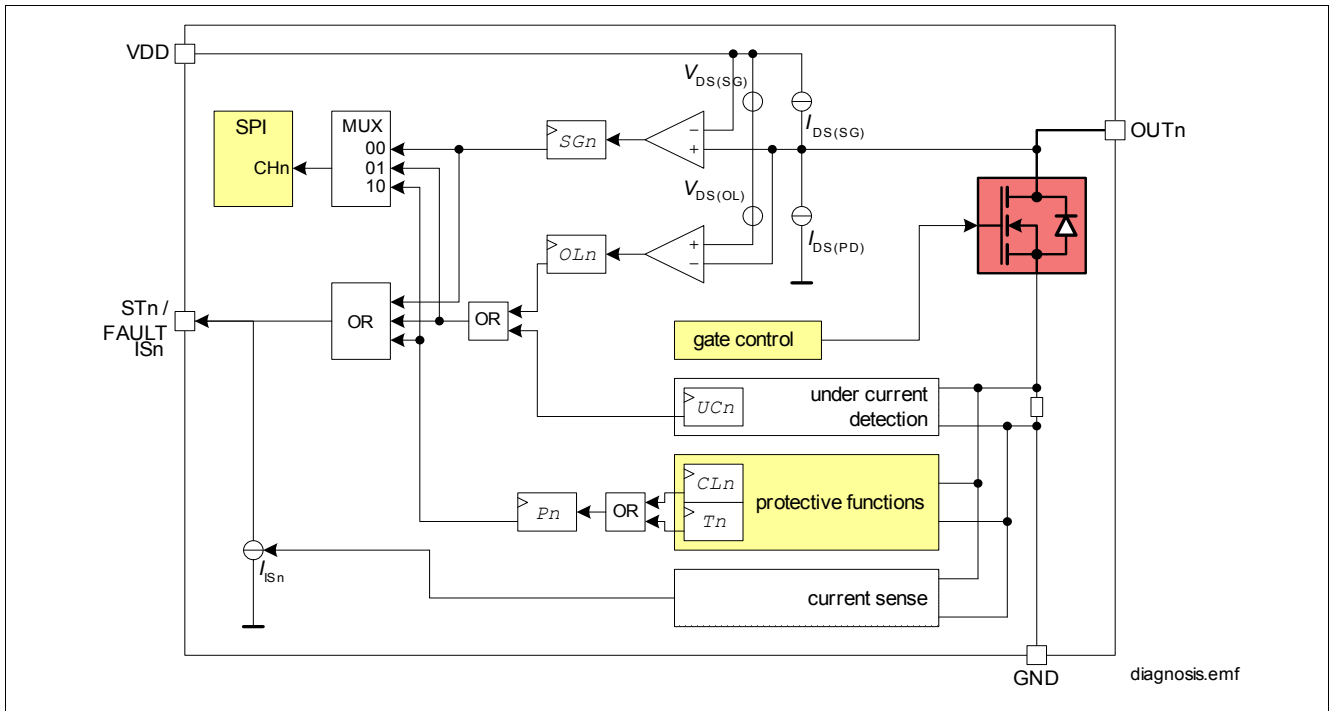 VDD
SPI
CHn
MUX
00
01
10
SGn
−
+
VDS(SG)
IDS(SG)
OUTn
VDS(OL)
IDS(PD)
OLn
+
−
STn /
FAULT
ISn
OR
OR
gate control
UCn
under current
detection
CLn
Tn
protective functions
Pn
OR
IISn
current sense
GND
diagnosis.emf